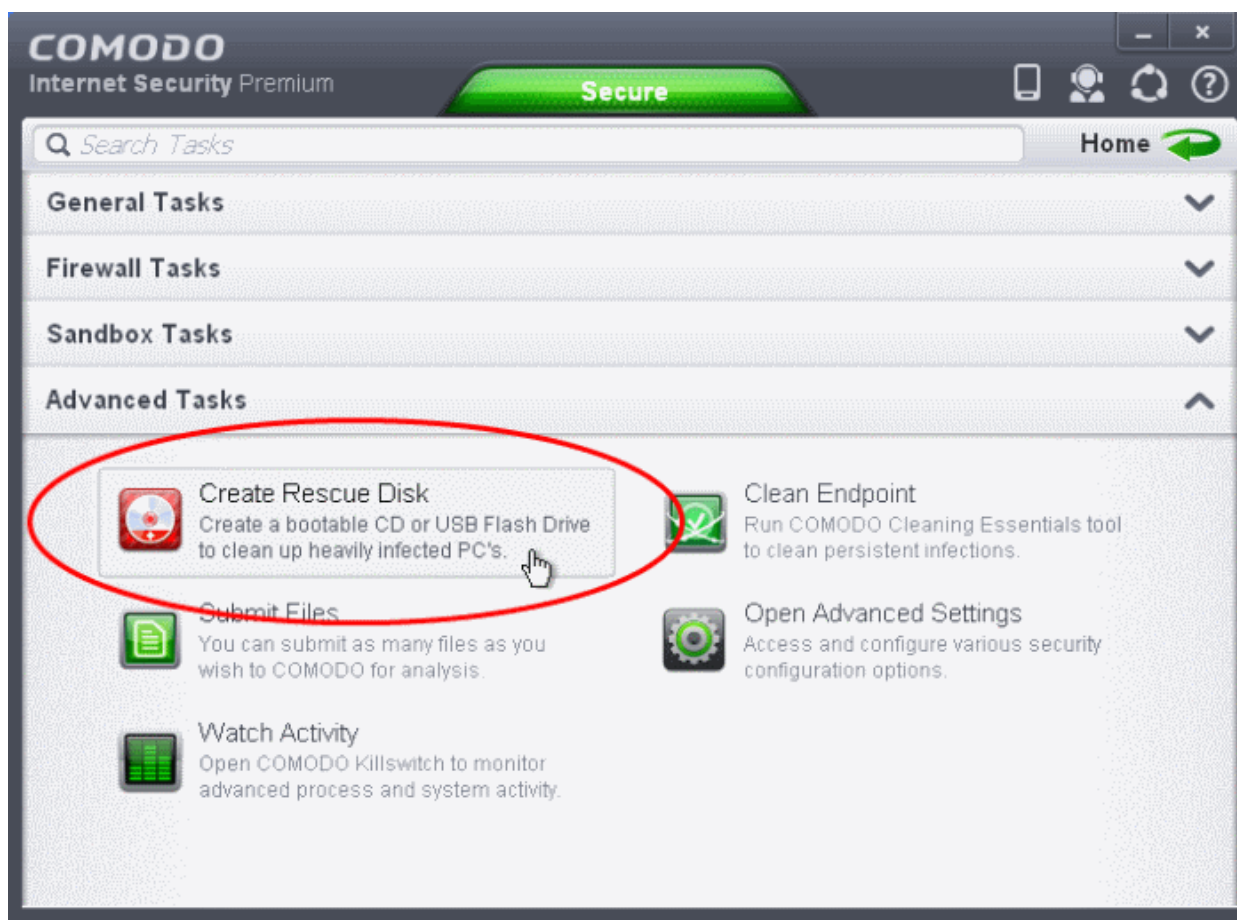 COMODO
Internet Security Premium
Secure
Search Tasks
Home
General Tasks
Firewall Tasks
Sandbox Tasks
Advanced Tasks
Create Rescue Disk
Create a bootable CD or USB Flash Drive
to clean up heavily infected PC's.
Clean Endpoint
Run COMODO Cleaning Essentials tool
to clean persistent infections.
Submit Files
You can submit as many files as you
wish to COMODO for analysis.
Open Advanced Settings
Access and configure various security
configuration options.
Watch Activity
Open COMODO Killswitch to monitor
advanced process and system activity.